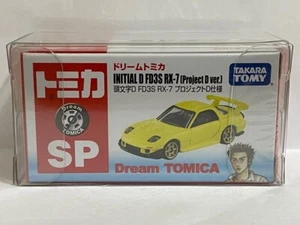 トミカ
ドリームトミカ
INITIAL D FD3S RX-7 (Project D ver.)
頭文字D FD3S RX-7 プロジェクトD仕様
TAKARA TOMY
Dream TOMICA
SP
Dream TOMICA